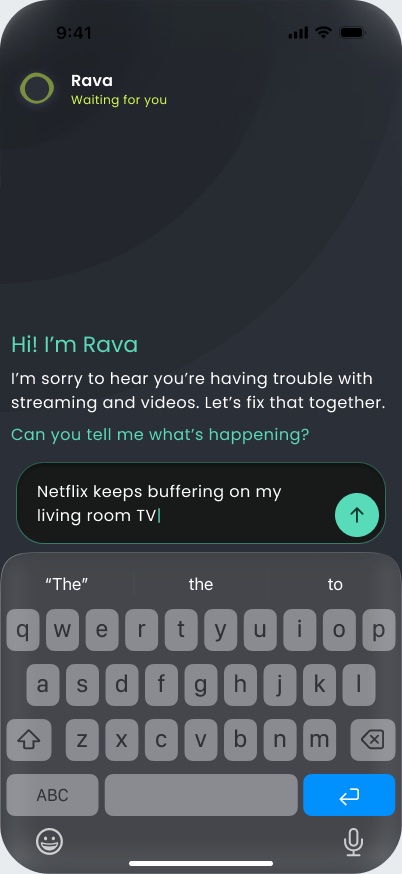 9:41
Rava
Waiting for you
Hi! I’m Rava
I’m sorry to hear you’re having trouble with
streaming and videos. Let’s fix that together.
Can you tell me what’s happening?
Netflix keeps buffering on my
living room TV
“The” the to
q w e r t y u i o p
a s d f g h j k l
z x c v b n m
ABC